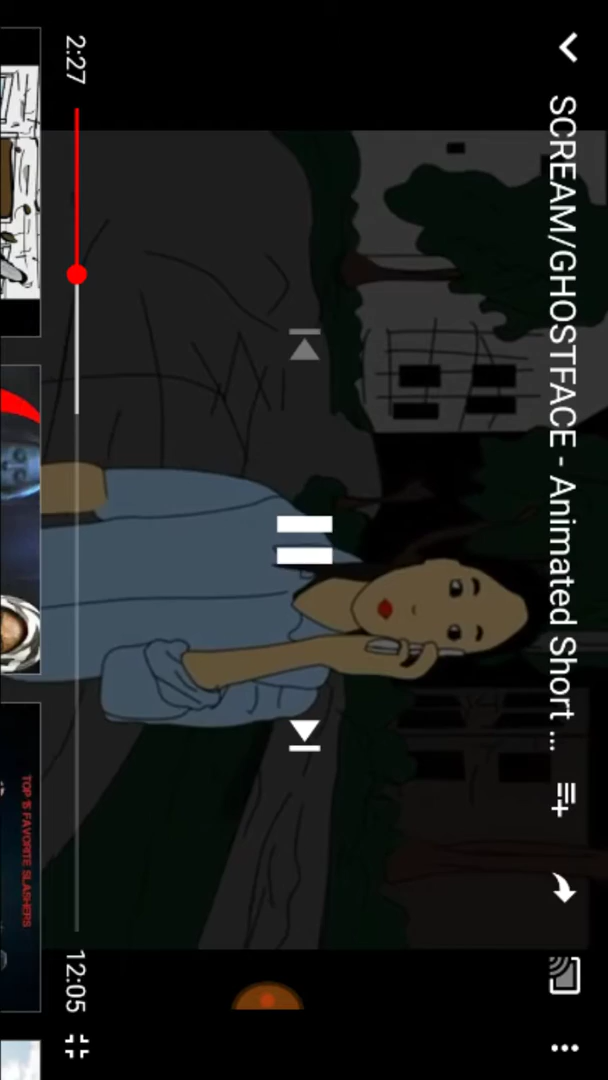 SCREAM/GHOSTFACE - Animated Short ...
2:27
12:05
TOP 5 FAVORITE SLASHERS